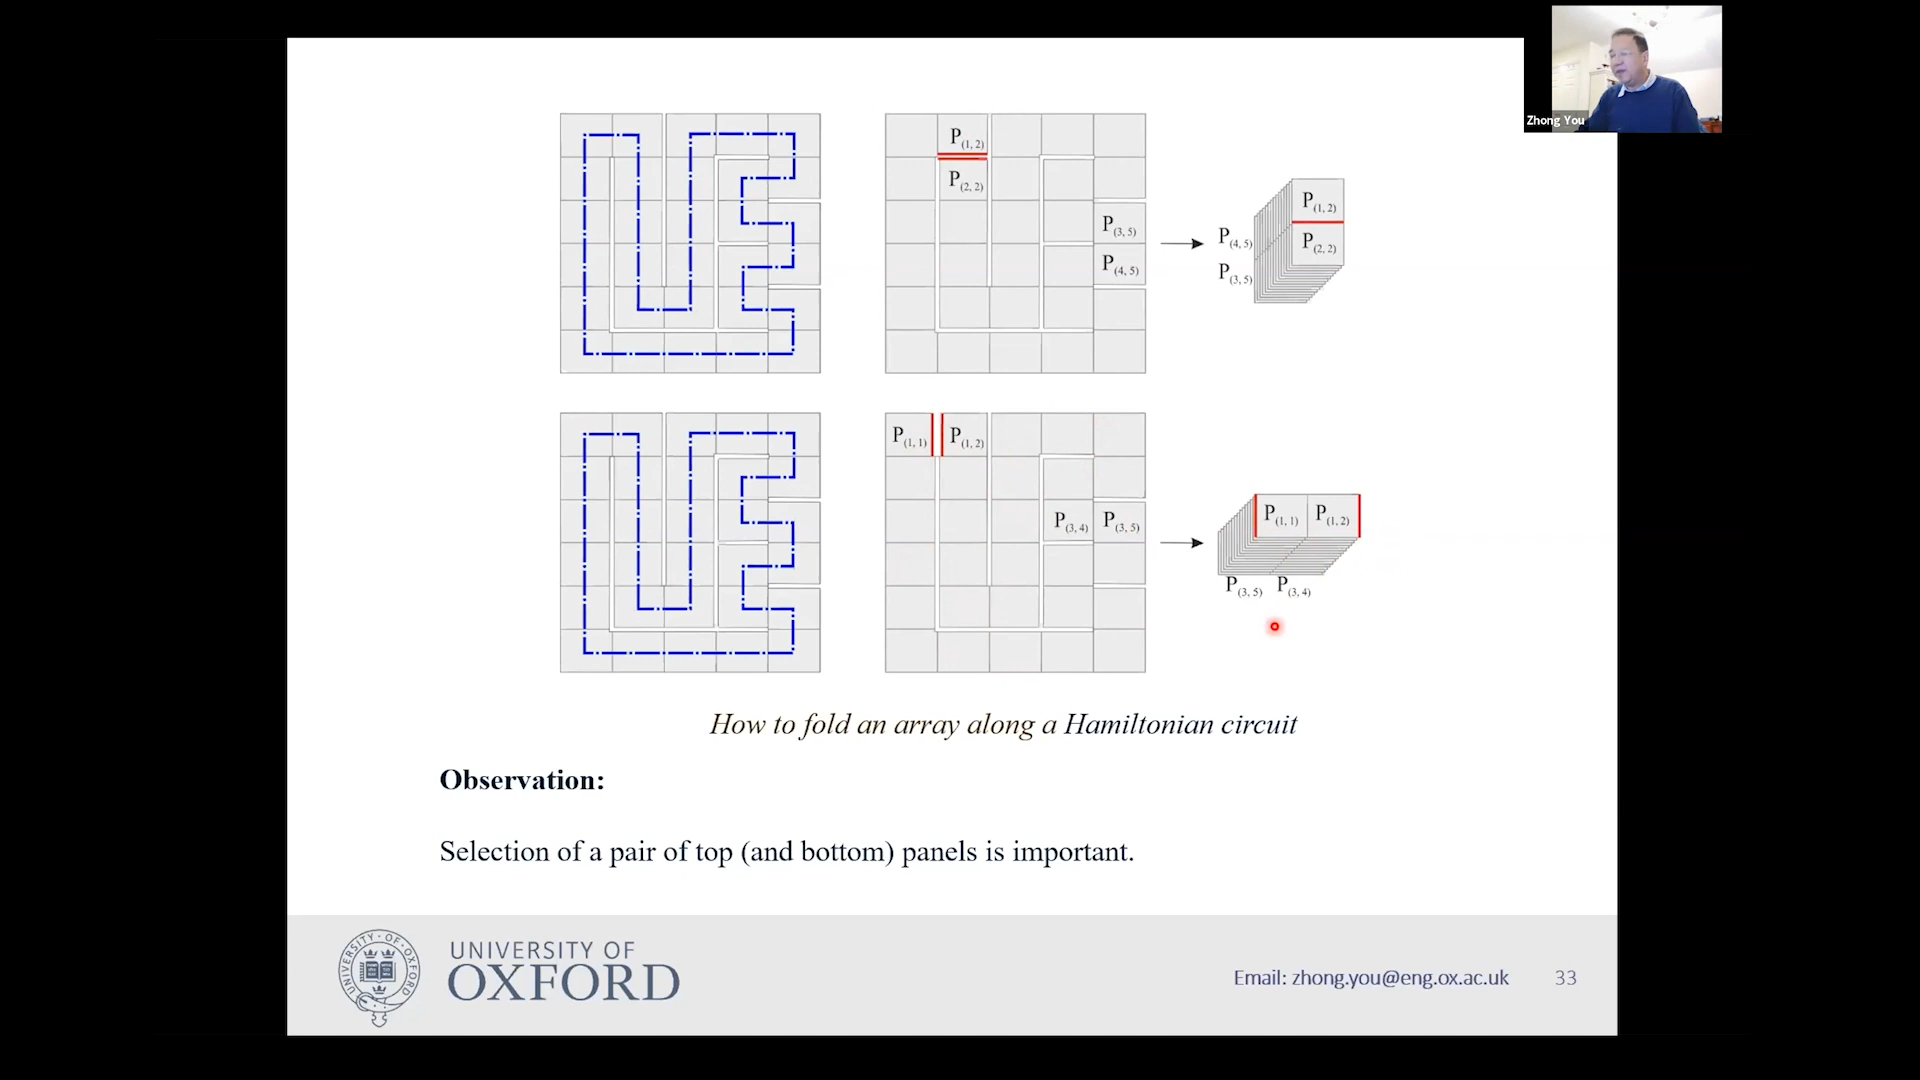 Zhong You
P(1, 2)
P(2, 2)
P(3, 5)
P(4, 5)
P(4, 5)
P(3, 5)
P(1, 2)
P(2, 2)
P(1, 1) P(1, 2)
P(3, 4) P(3, 5)
P(1, 1) P(1, 2)
P(3, 5) P(3, 4)
How to fold an array along a Hamiltonian circuit
Observation:
Selection of a pair of top (and bottom) panels is important.
UNIVERSITY OF
OXFORD
Email: zhong.you@eng.ox.ac.uk 33